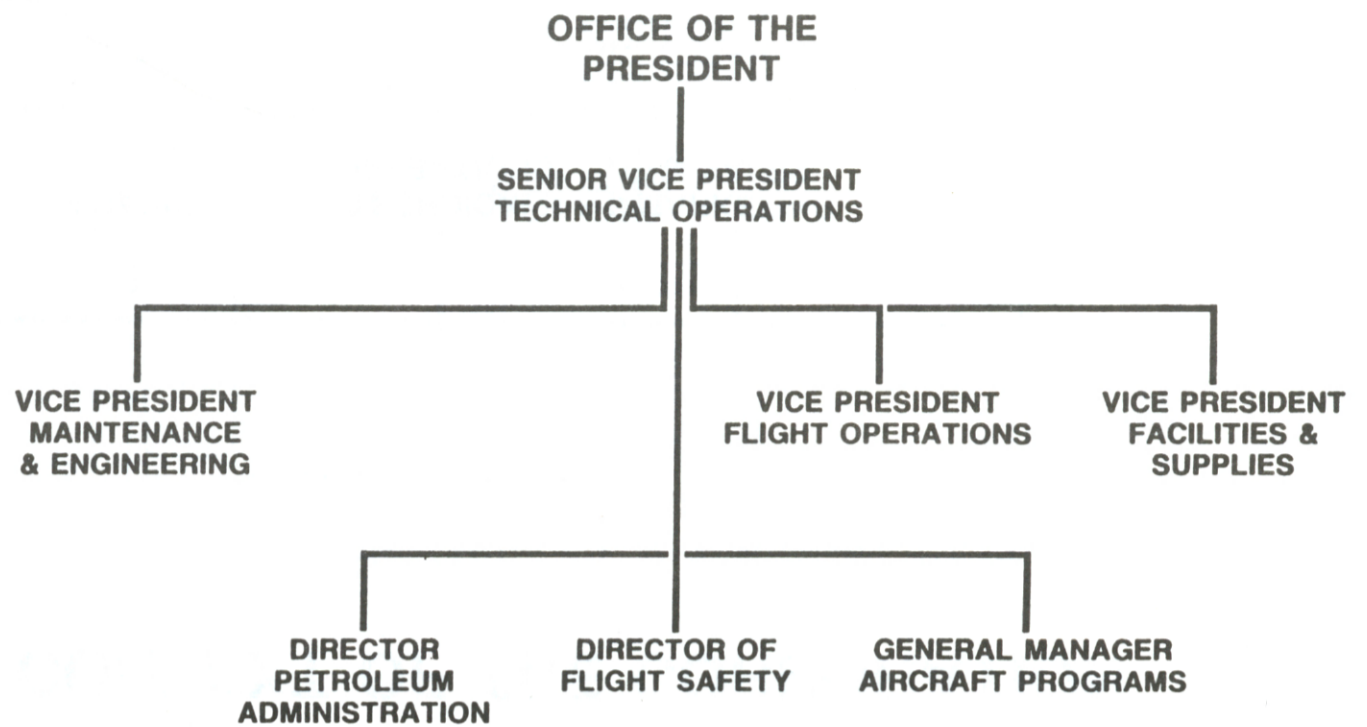 OFFICE OF THE
PRESIDENT
SENIOR VICE PRESIDENT
TECHNICAL OPERATIONS
VICE PRESIDENT
MAINTENANCE
& ENGINEERING
VICE PRESIDENT
FLIGHT OPERATIONS
VICE PRESIDENT
FACILITIES &
SUPPLIES
DIRECTOR
PETROLEUM
ADMINISTRATION
DIRECTOR OF
FLIGHT SAFETY
GENERAL MANAGER
AIRCRAFT PROGRAMS